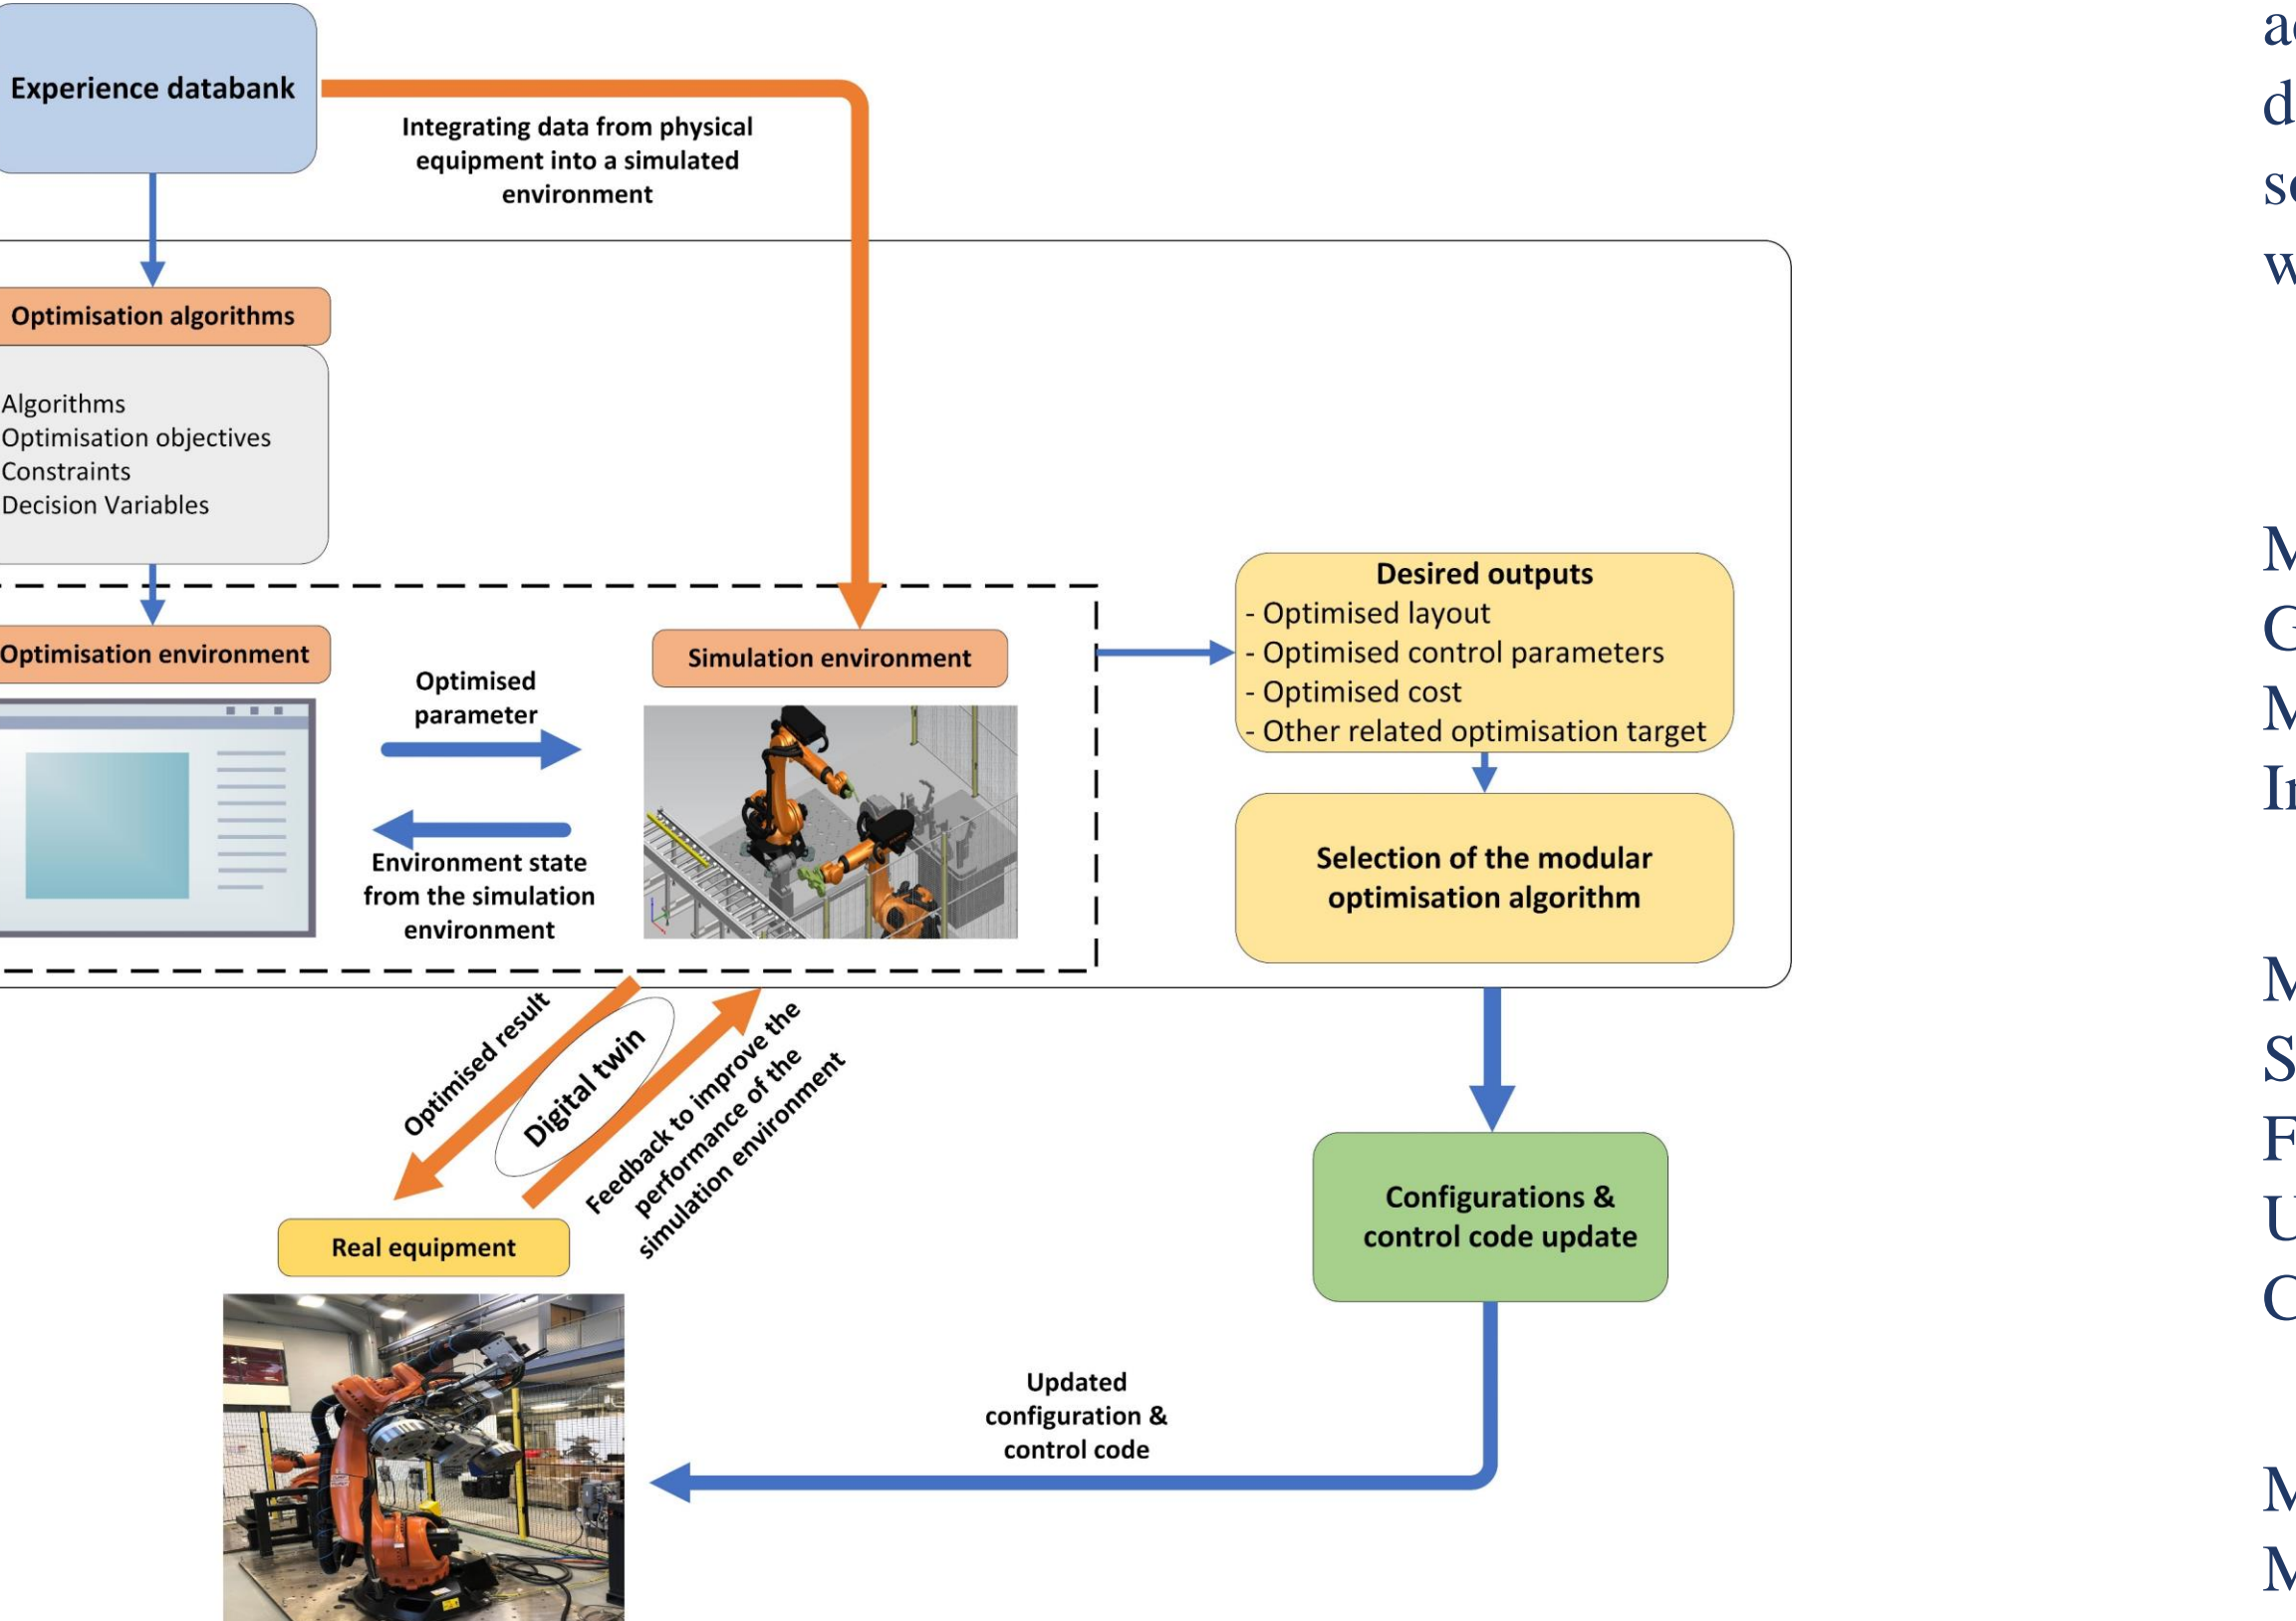 Experience databank
Integrating data from physical
equipment into a simulated
environment
Optimisation algorithms
Algorithms
Optimisation objectives
Constraints
Decision Variables
Optimisation environment
Optimised
parameter
Environment state
from the simulation
environment
Simulation environment
Desired outputs
- Optimised layout
- Optimised control parameters
- Optimised cost
- Other related optimisation target
Selection of the modular
optimisation algorithm
Optimised result
Digital twin
Feedback to improve the
performance of the
simulation environment
Real equipment
Configurations &
control code update
Updated
configuration &
control code